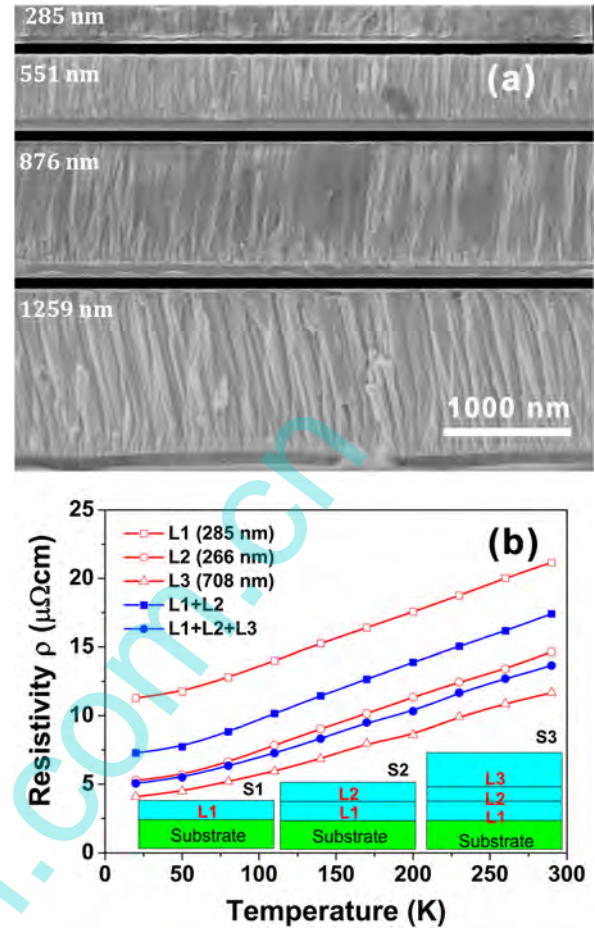 285 nm
551 nm
(a)
876 nm
1259 nm
1000 nm
(b)
L1 (285 nm)
L2 (266 nm)
L3 (708 nm)
L1+L2
L1+L2+L3
Resistivity ρ (μΩcm)
25
20
15
10
5
0
S1
L1
Substrate
S2
L2
L1
Substrate
S3
L3
L2
L1
Substrate
0 50 100 150 200 250 300
Temperature (K)
.com.cn